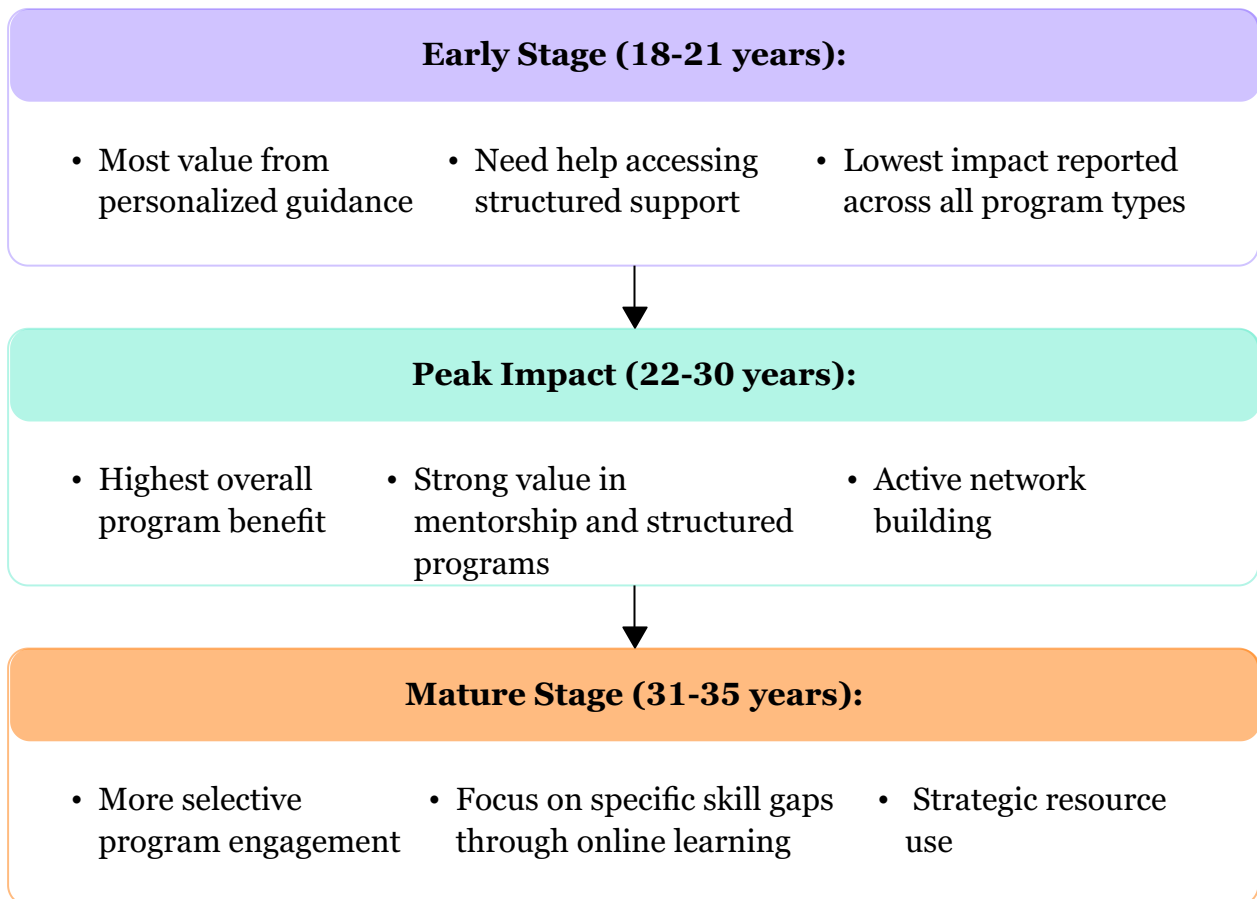 Early Stage (18-21 years):
• Most value from
personalized guidance
• Need help accessing
structured support
• Lowest impact reported
across all program types
Peak Impact (22-30 years):
• Highest overall
program benefit
• Strong value in
mentorship and structured
programs
• Active network
building
Mature Stage (31-35 years):
• More selective
program engagement
• Focus on specific skill gaps
through online learning
• Strategic resource
use